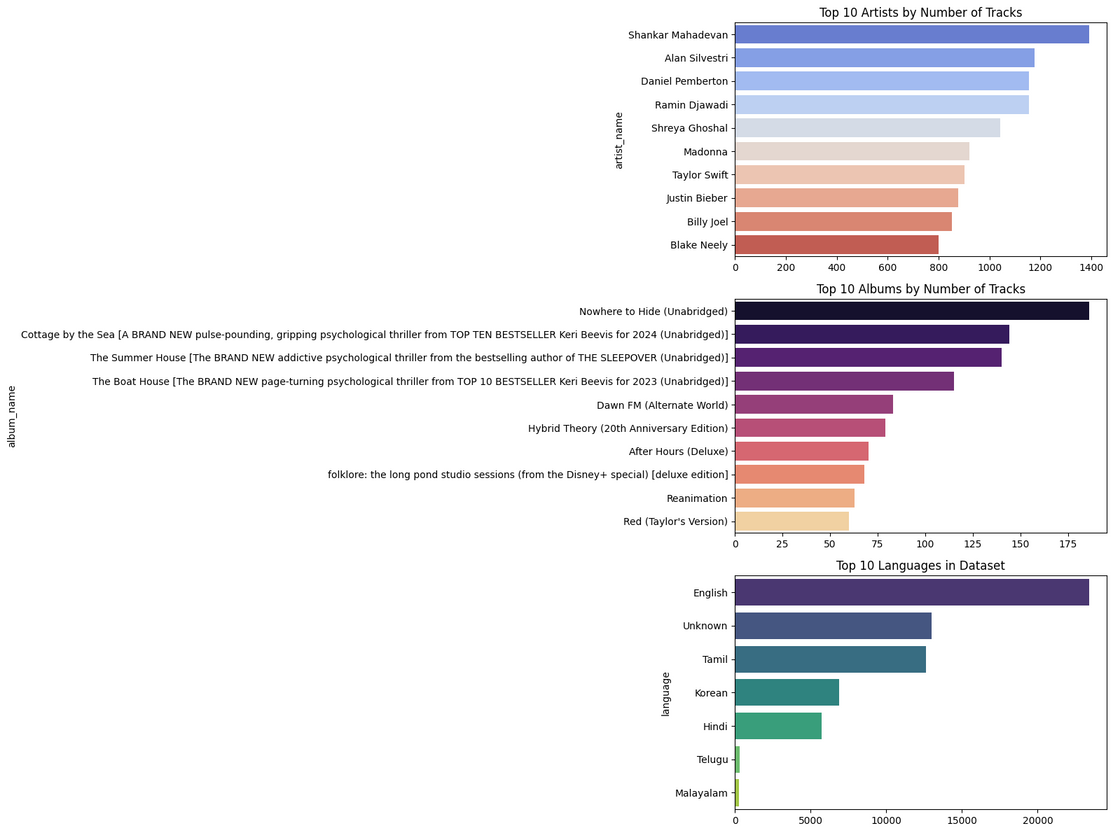 Top 10 Artists by Number of Tracks
artist_name
Shankar Mahadevan
Alan Silvestri
Daniel Pemberton
Ramin Djawadi
Shreya Ghoshal
Madonna
Taylor Swift
Justin Bieber
Billy Joel
Blake Neely
0 200 400 600 800 1000 1200 1400
Top 10 Albums by Number of Tracks
album_name
Nowhere to Hide (Unabridged)
Cottage by the Sea [A BRAND NEW pulse-pounding, gripping psychological thriller from TOP TEN BESTSELLER Keri Beevis for 2024 (Unabridged)]
The Summer House [The BRAND NEW addictive psychological thriller from the bestselling author of THE SLEEPOVER (Unabridged)]
The Boat House [The BRAND NEW page-turning psychological thriller from TOP 10 BESTSELLER Keri Beevis for 2023 (Unabridged)]
Dawn FM (Alternate World)
Hybrid Theory (20th Anniversary Edition)
After Hours (Deluxe)
folklore: the long pond studio sessions (from the Disney+ special) [deluxe edition]
Reanimation
Red (Taylor's Version)
0 25 50 75 100 125 150 175
Top 10 Languages in Dataset
language
English
Unknown
Tamil
Korean
Hindi
Telugu
Malayalam
0 5000 10000 15000 20000